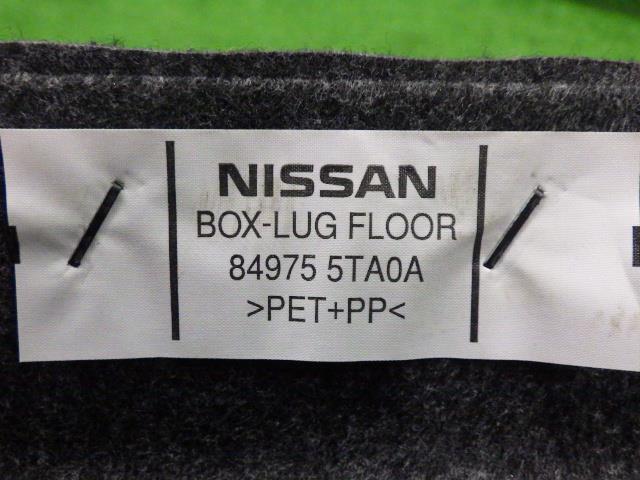 NISSAN
BOX-LUG FLOOR
84975 5TA0A
>PET+PP<